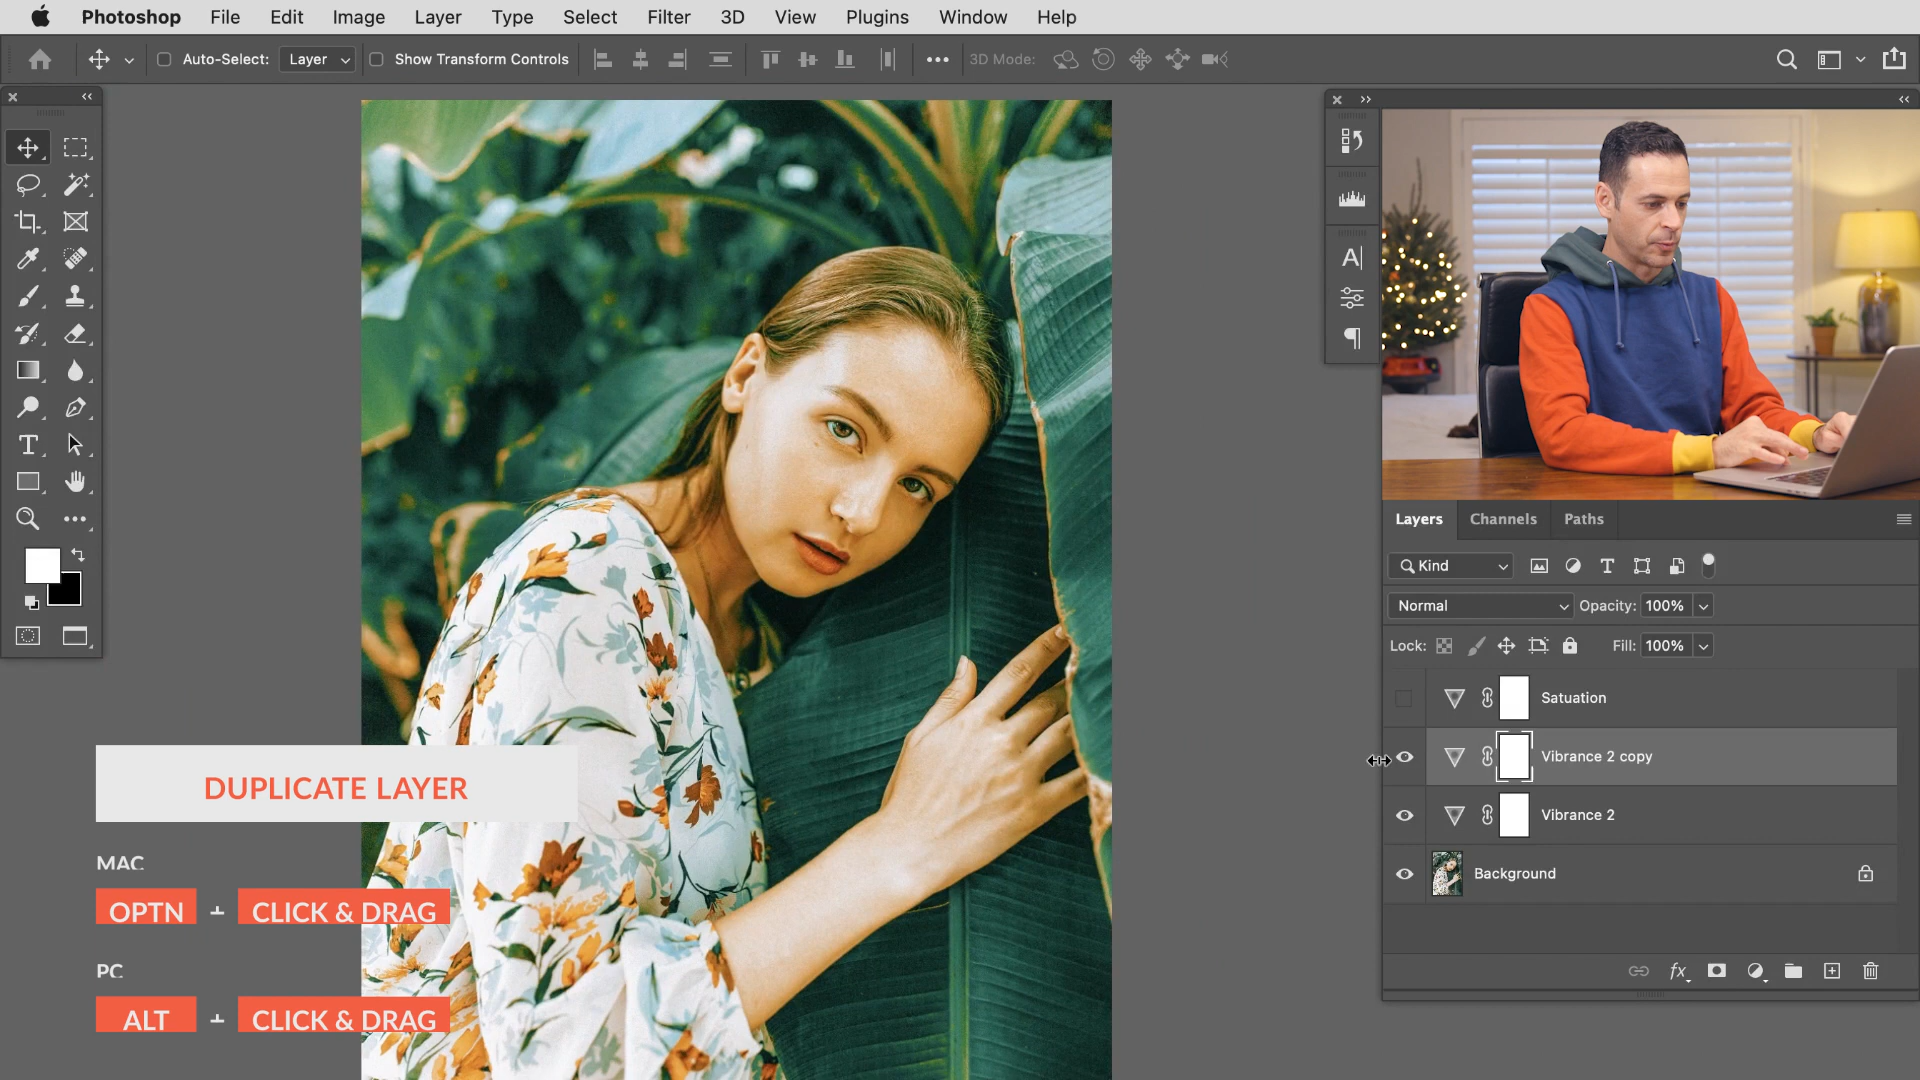 Photoshop File Edit Image Layer Type Select Filter 3D View Plugins Window Help
Auto-Select: Layer Show Transform Controls 3D Mode:
Layers Channels Paths
Kind
Normal Opacity: 100%
Lock: Fill: 100%
Satuation
Vibrance 2 copy
Vibrance 2
Background
fx
DUPLICATE LAYER
MAC
OPTN + CLICK & DRAG
PC
ALT + CLICK & DRAG